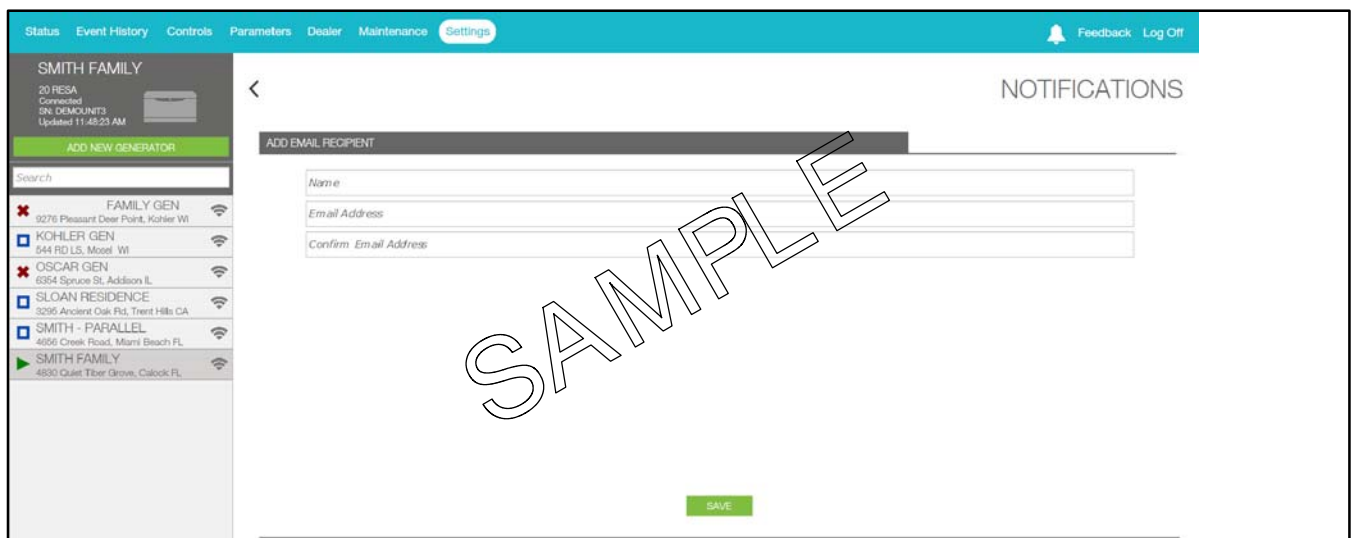 Status Event History Controls Parameters Dealer Maintenance Settings Feedback Log Off
SMITH FAMILY
20 RESA
Connected
SN: DEMOUNIT3
Updated 11:48:23 AM
ADD NEW GENERATOR
Search
FAMILY GEN
9276 Pleasant Deer Point, Kohler WI
KOHLER GEN
544 RD LS, Mosel WI
OSCAR GEN
6354 Spruce St, Addison IL
SLOAN RESIDENCE
3295 Ancient Oak Rd, Trent Hills CA
SMITH - PARALLEL
4656 Creek Road, Miami Beach FL
SMITH FAMILY
4830 Quiet Tiber Grove, Calock FL
NOTIFICATIONS
ADD EMAIL RECIPIENT
Name
Email Address
Confirm Email Address
SAMPLE
SAVE